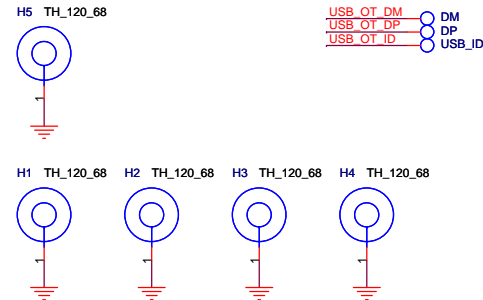 H5 TH_120_68
USB_OT_DM DM
USB_OT_DP DP
USB_OT_ID USB_ID
1
H1 TH_120_68 H2 TH_120_68 H3 TH_120_68 H4 TH_120_68
1 1 1 1